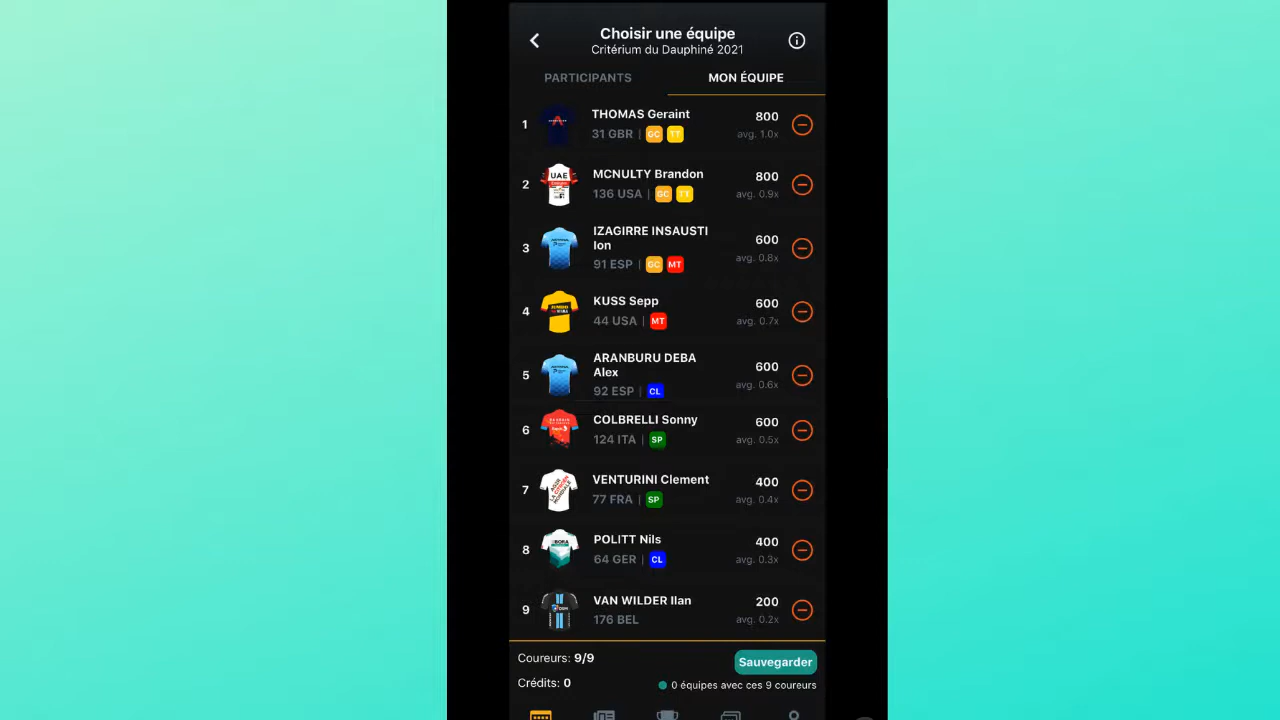 Choisir une équipe
Critérium du Dauphiné 2021
PARTICIPANTS
MON ÉQUIPE
1 THOMAS Geraint 800
31 GBR | GC TT avg. 1.0x
2 UAE MCNULTY Brandon 800
136 USA | GC TT avg. 0.9x
3 IZAGIRRE INSAUSTI 600
Ion
91 ESP | GC MT avg. 0.8x
4 KUSS Sepp 600
44 USA | MT avg. 0.7x
5 ARANBURU DEBA 600
Alex
92 ESP | CL avg. 0.6x
6 COLBRELLI Sonny 600
124 ITA | SP avg. 0.5x
7 VENTURINI Clement 400
77 FRA | SP avg. 0.4x
8 POLITT Nils 400
64 GER | CL avg. 0.3x
9 VAN WILDER Ilan 200
176 BEL avg. 0.2x
Coureurs: 9/9
Sauvegarder
Crédits: 0
0 équipes avec ces 9 coureurs